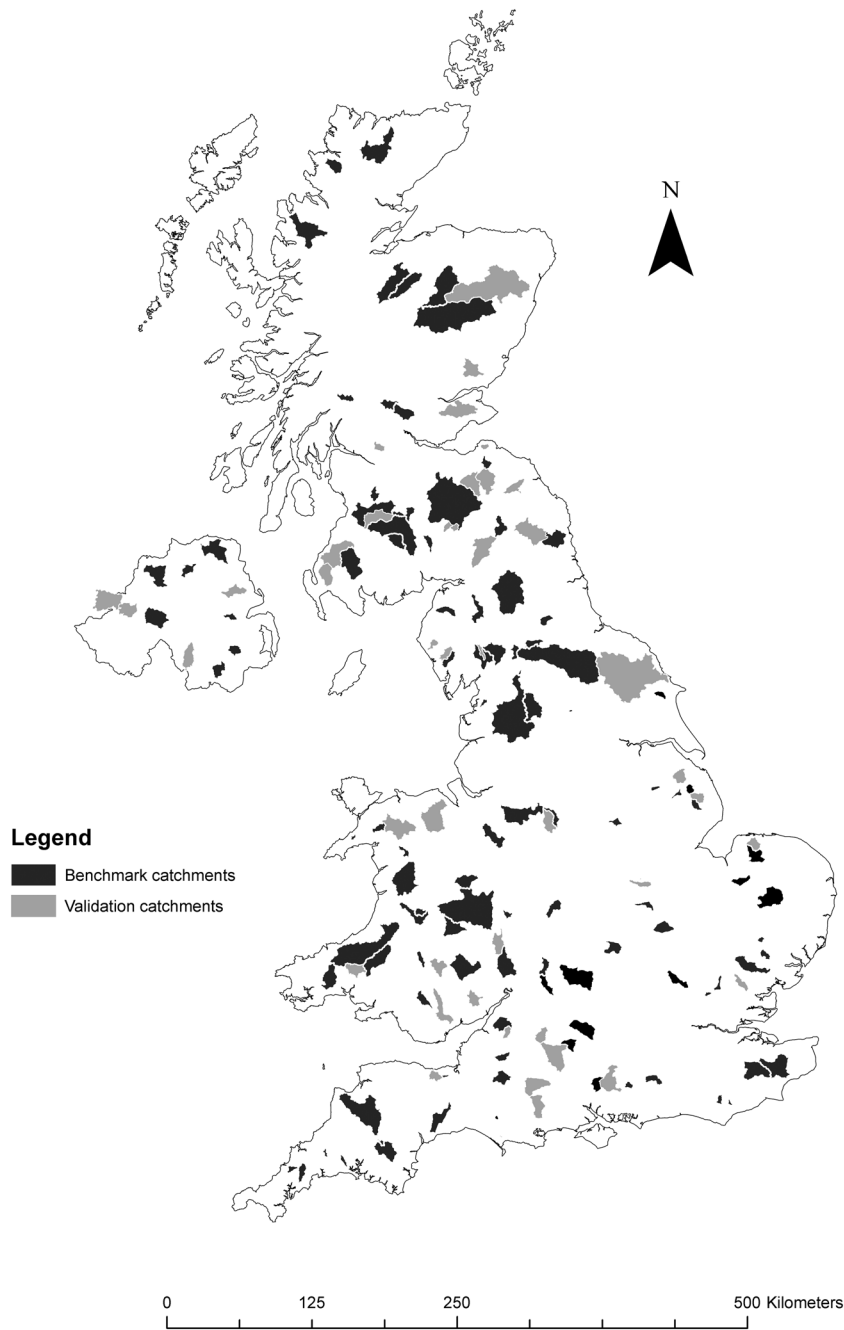 N
Legend
Benchmark catchments
Validation catchments
0 125 250 500 Kilometers